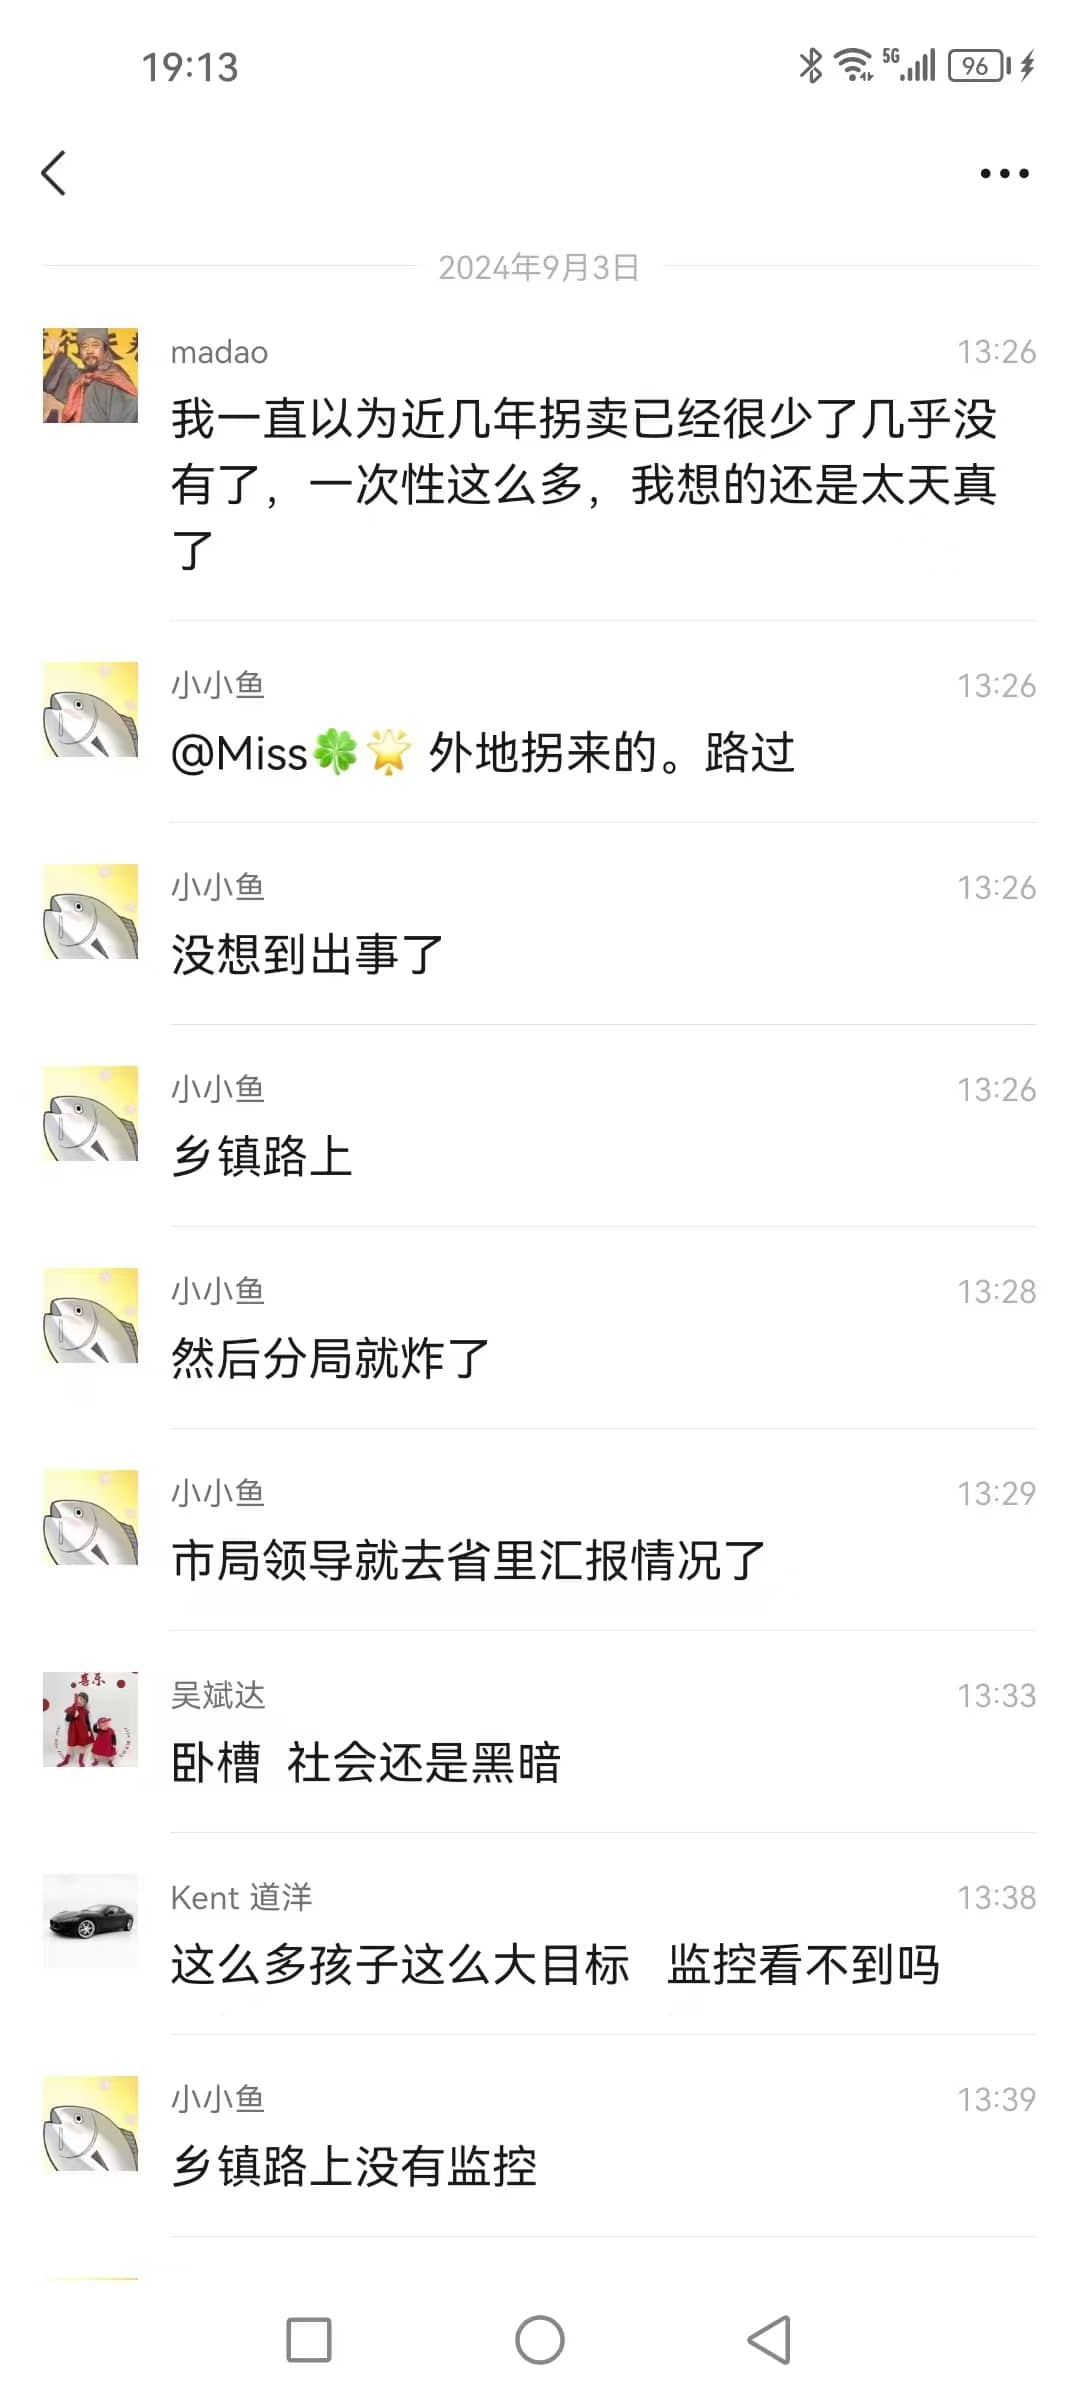 19:13
5G
96
2024年9月3日
madao
13:26
我一直以为近几年拐卖已经很少了几乎没
有了，一次性这么多，我想的还是太天真
了
小小鱼
13:26
@Miss🍀🌟 外地拐来的。路过
小小鱼
13:26
没想到出事了
小小鱼
13:26
乡镇路上
小小鱼
13:28
然后分局就炸了
小小鱼
13:29
市局领导就去省里汇报情况了
吴斌达
13:33
卧槽 社会还是黑暗
Kent 道洋
13:38
这么多孩子这么大目标 监控看不到吗
小小鱼
13:39
乡镇路上没有监控